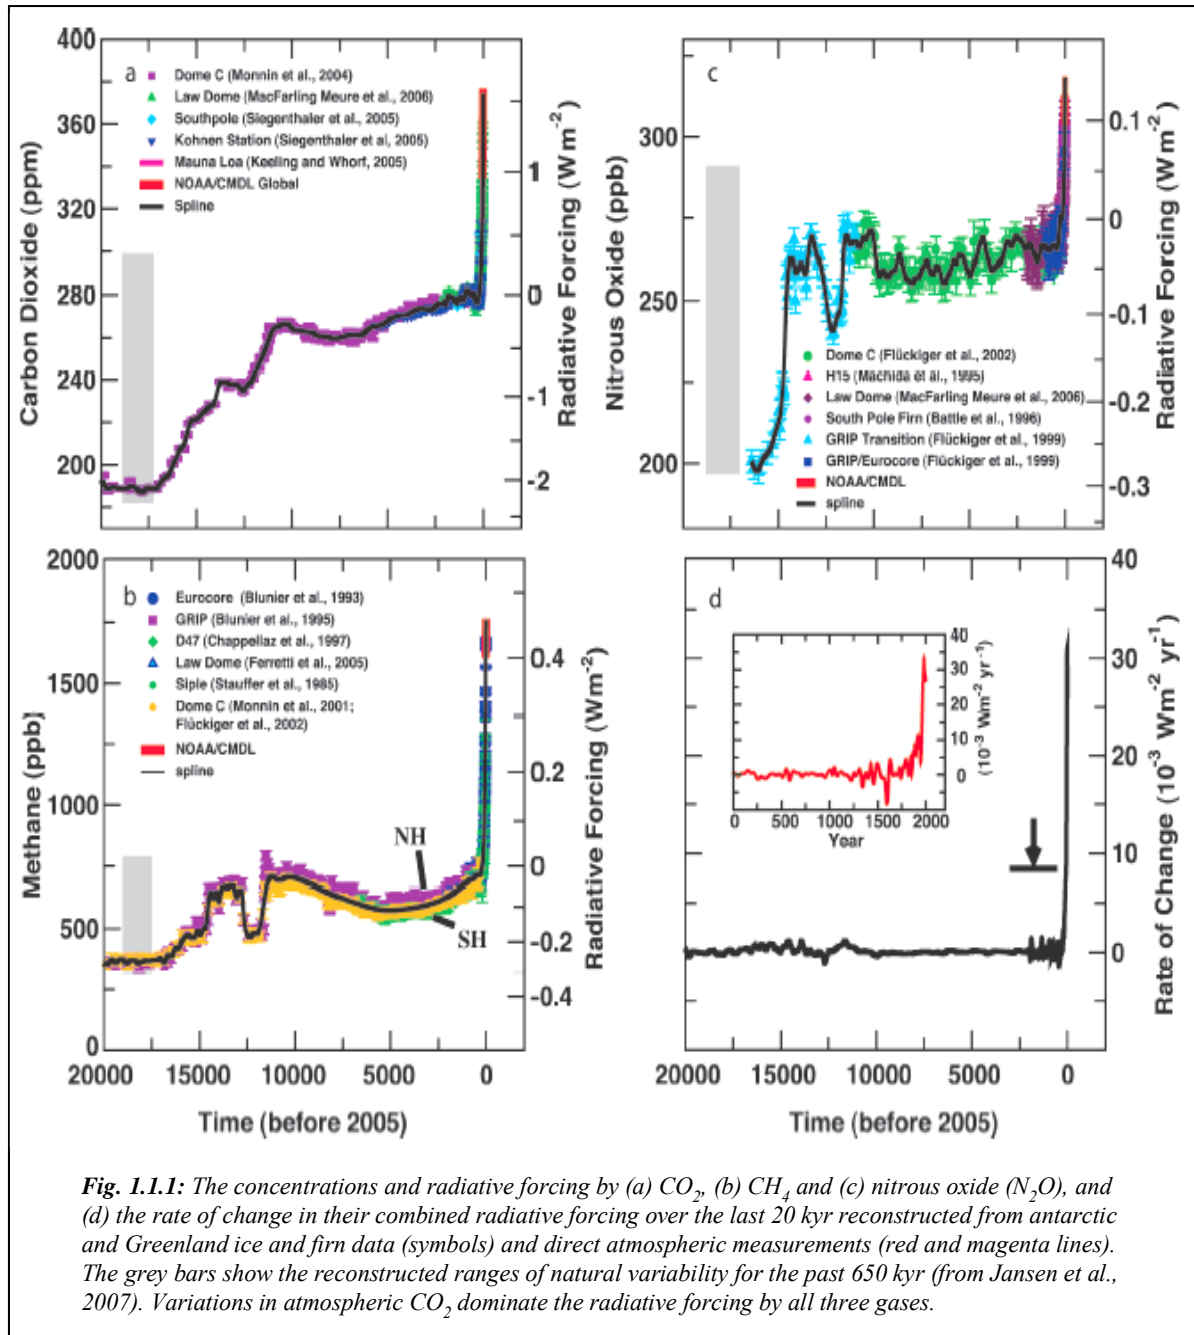 a
400
360
320
280
240
200
Carbon Dioxide (ppm)
Dome C (Monnin et al., 2004)
Law Dome (MacFarling Meure et al., 2006)
Southpole (Siegenthaler et al., 2005)
Kohnen Station (Siegenthaler et al, 2005)
Mauna Loa (Keeling and Whorf, 2005)
NOAA/CMDL Global
Spline
1
0
-1
-2
Radiative Forcing (Wm-2)
c
300
250
200
Nitrous Oxide (ppb)
Dome C (Flückiger et al., 2002)
H15 (Machida et al., 1995)
Law Dome (MacFarling Meure et al., 2006)
South Pole Firn (Battle et al., 1996)
GRIP Transition (Flückiger et al., 1999)
GRIP/Eurocore (Flückiger et al., 1999)
NOAA/CMDL
spline
0.1
0
-0.1
-0.2
-0.3
Radiative Forcing (Wm-2)
b
2000
1500
1000
500
0
Methane (ppb)
Eurocore (Blunier et al., 1993)
GRIP (Blunier et al., 1995)
D47 (Chappellaz et al., 1997)
Law Dome (Ferretti et al., 2005)
Siple (Stauffer et al., 1985)
Dome C (Monnin et al., 2001;
Flückiger et al., 2002)
NOAA/CMDL
spline
NH
SH
0.4
0.2
0
-0.2
-0.4
Radiative Forcing (Wm-2)
20000 15000 10000 5000 0
Time (before 2005)
d
40
30
20
10
0
(10-3 Wm-2 yr-1)
0 500 1000 1500 2000
Year
40
30
20
10
0
Rate of Change (10-3 Wm-2 yr-1)
20000 15000 10000 5000 0
Time (before 2005)
Fig. 1.1.1: The concentrations and radiative forcing by (a) CO2, (b) CH4 and (c) nitrous oxide (N2O), and
(d) the rate of change in their combined radiative forcing over the last 20 kyr reconstructed from antarctic
and Greenland ice and firn data (symbols) and direct atmospheric measurements (red and magenta lines).
The grey bars show the reconstructed ranges of natural variability for the past 650 kyr (from Jansen et al.,
2007). Variations in atmospheric CO2 dominate the radiative forcing by all three gases.